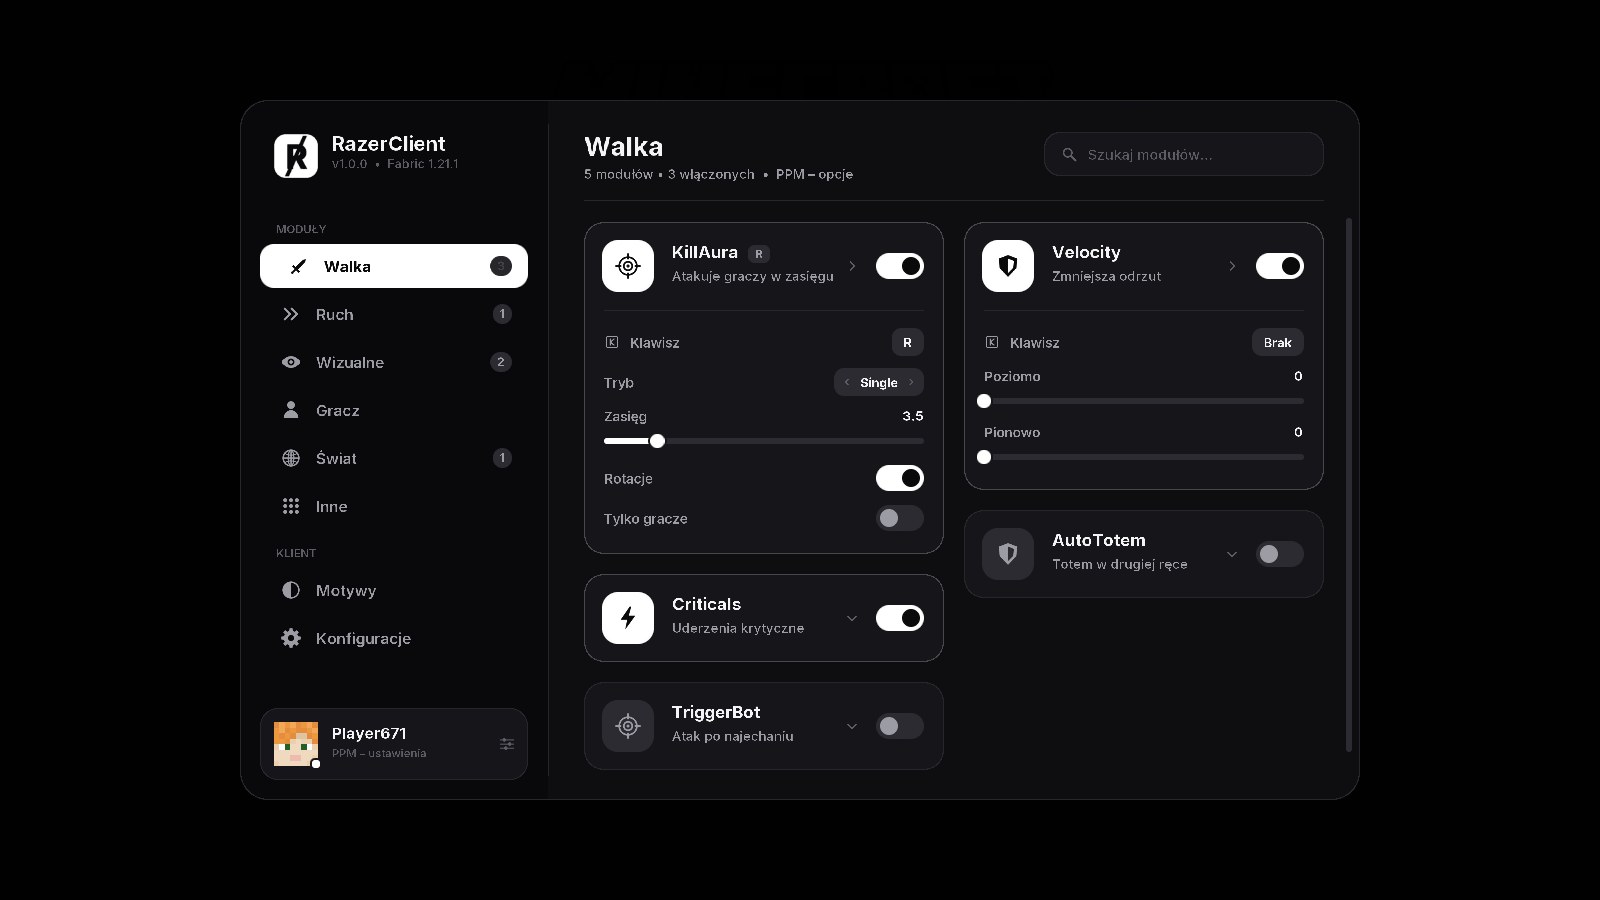 RazerClient
v1.0.0 • Fabric 1.21.1
MODUŁY
Walka 3
Ruch 1
Wizualne 2
Gracz
Świat 1
Inne
KLIENT
Motywy
Konfiguracje
Player671
PPM – ustawienia
Walka
5 modułów • 3 włączonych • PPM – opcje
Szukaj modułów...
KillAura R
Atakuje graczy w zasięgu
K Klawisz R
Tryb ‹ Single ›
Zasięg 3.5
Rotacje
Tylko gracze
Criticals
Uderzenia krytyczne
TriggerBot
Atak po najechaniu
Velocity
Zmniejsza odrzut
K Klawisz Brak
Poziomo 0
Pionowo 0
AutoTotem
Totem w drugiej ręce